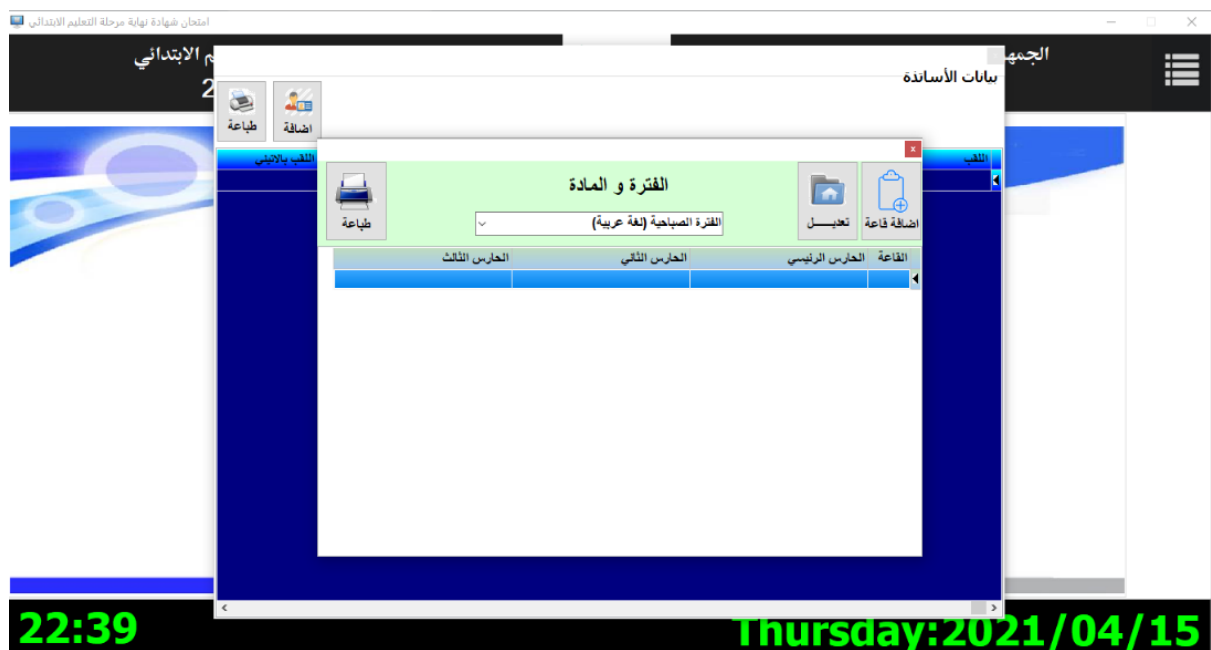 امتحان شهادة نهاية مرحلة التعليم الابتدائي
الجمه
م الابتدائي
2
بيانات الأساتذة
اضافة
طباعة
اللقب
اللقب بالاتيني
الفترة و المادة
اضافة قاعة
تعديـــــل
الفترة الصباحية (لغة عربية)
طباعة
القاعة
الحارس الرئيسي
الحارس الثاني
الحارس الثالث
22:39
Thursday:2021/04/15